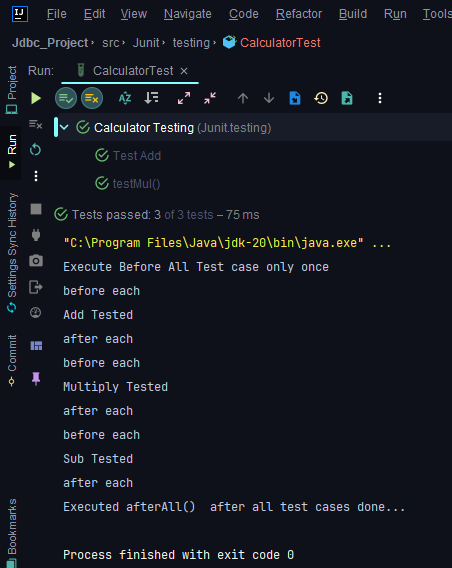 IJ File Edit View Navigate Code Refactor Build Run Tools
Jdbc_Project › src › Junit › testing › CalculatorTest
Run: CalculatorTest ×
Calculator Testing (Junit.testing)
Test Add
testMul()
Tests passed: 3 of 3 tests – 75 ms
"C:\Program Files\Java\jdk-20\bin\java.exe" ...
Execute Before All Test case only once
before each
Add Tested
after each
before each
Multiply Tested
after each
before each
Sub Tested
after each
Executed afterAll()  after all test cases done...
Process finished with exit code 0
Project
Run
Settings Sync History
Commit
Bookmarks